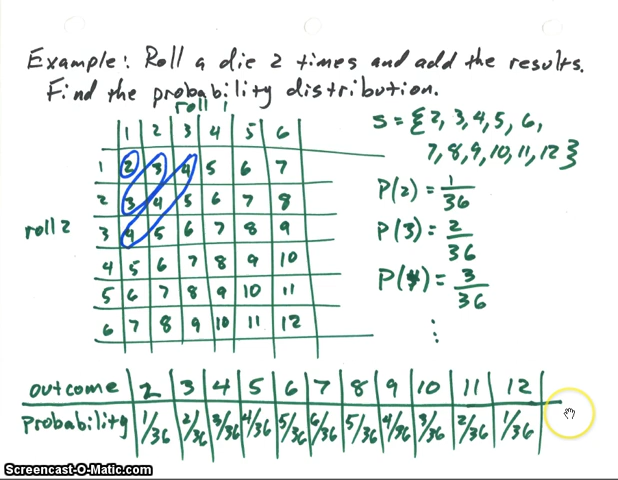 Example: Roll a die 2 times and add the results.
Find the probability distribution.
roll 1
1 2 3 4 5 6
1 2 3 4 5 6 7
2 3 4 5 6 7 8
roll 2
3 4 5 6 7 8 9
4 5 6 7 8 9 10
5 6 7 8 9 10 11
6 7 8 9 10 11 12
S = {2, 3, 4, 5, 6,
7, 8, 9, 10, 11, 12}
P(2) = 1/36
P(3) = 2/36
P(4) = 3/36
⋮
outcome 2 3 4 5 6 7 8 9 10 11 12
probability 1/36 2/36 3/36 4/36 5/36 6/36 5/36 4/36 3/36 2/36 1/36
Screencast-O-Matic.com